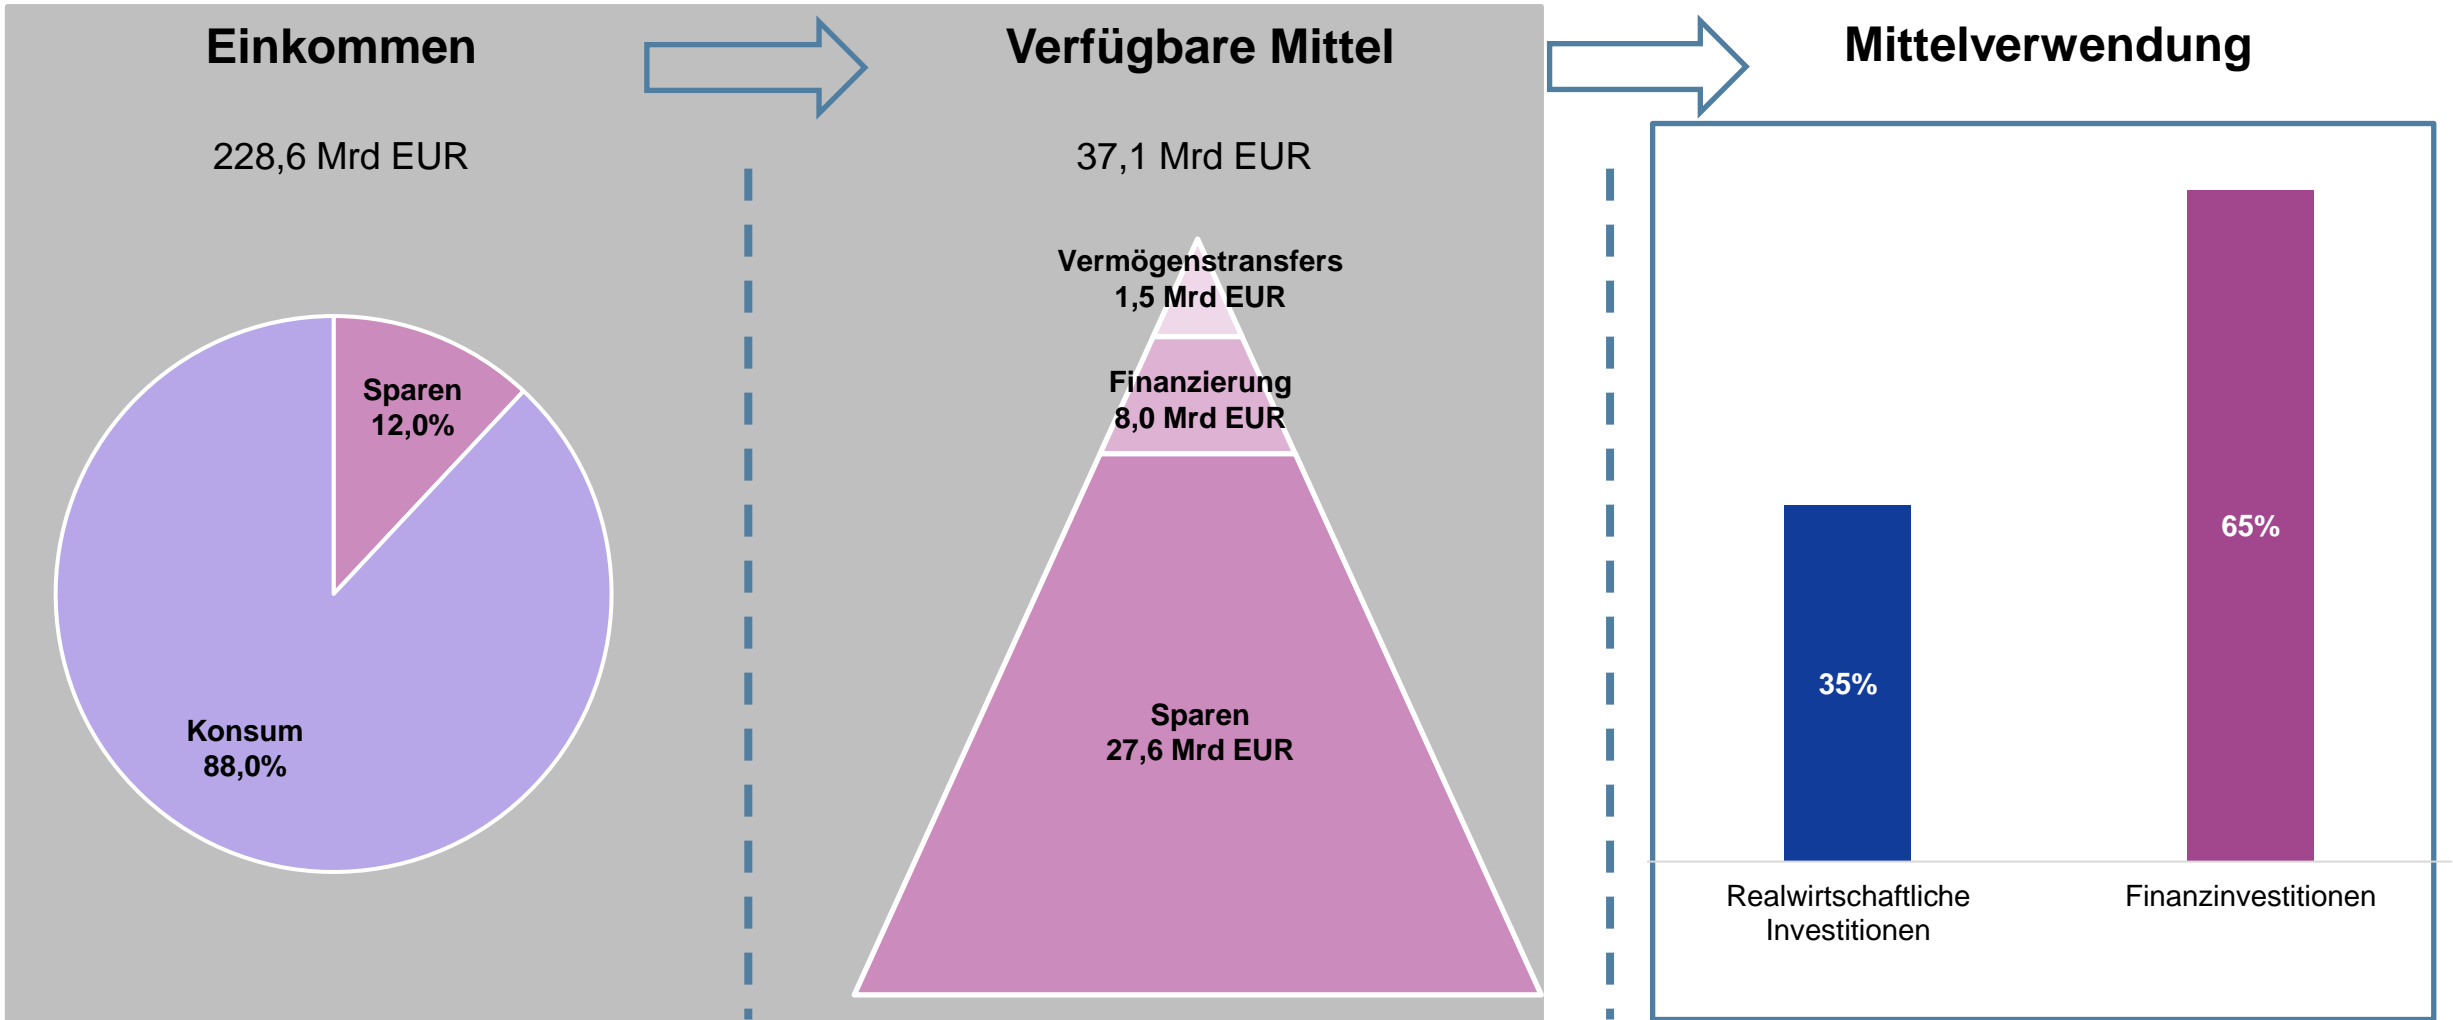 Einkommen
228,6 Mrd EUR
Sparen
12,0%
Konsum
88,0%
Verfügbare Mittel
37,1 Mrd EUR
Vermögenstransfers
1,5 Mrd EUR
Finanzierung
8,0 Mrd EUR
Sparen
27,6 Mrd EUR
Mittelverwendung
35%
65%
Realwirtschaftliche
Investitionen
Finanzinvestitionen